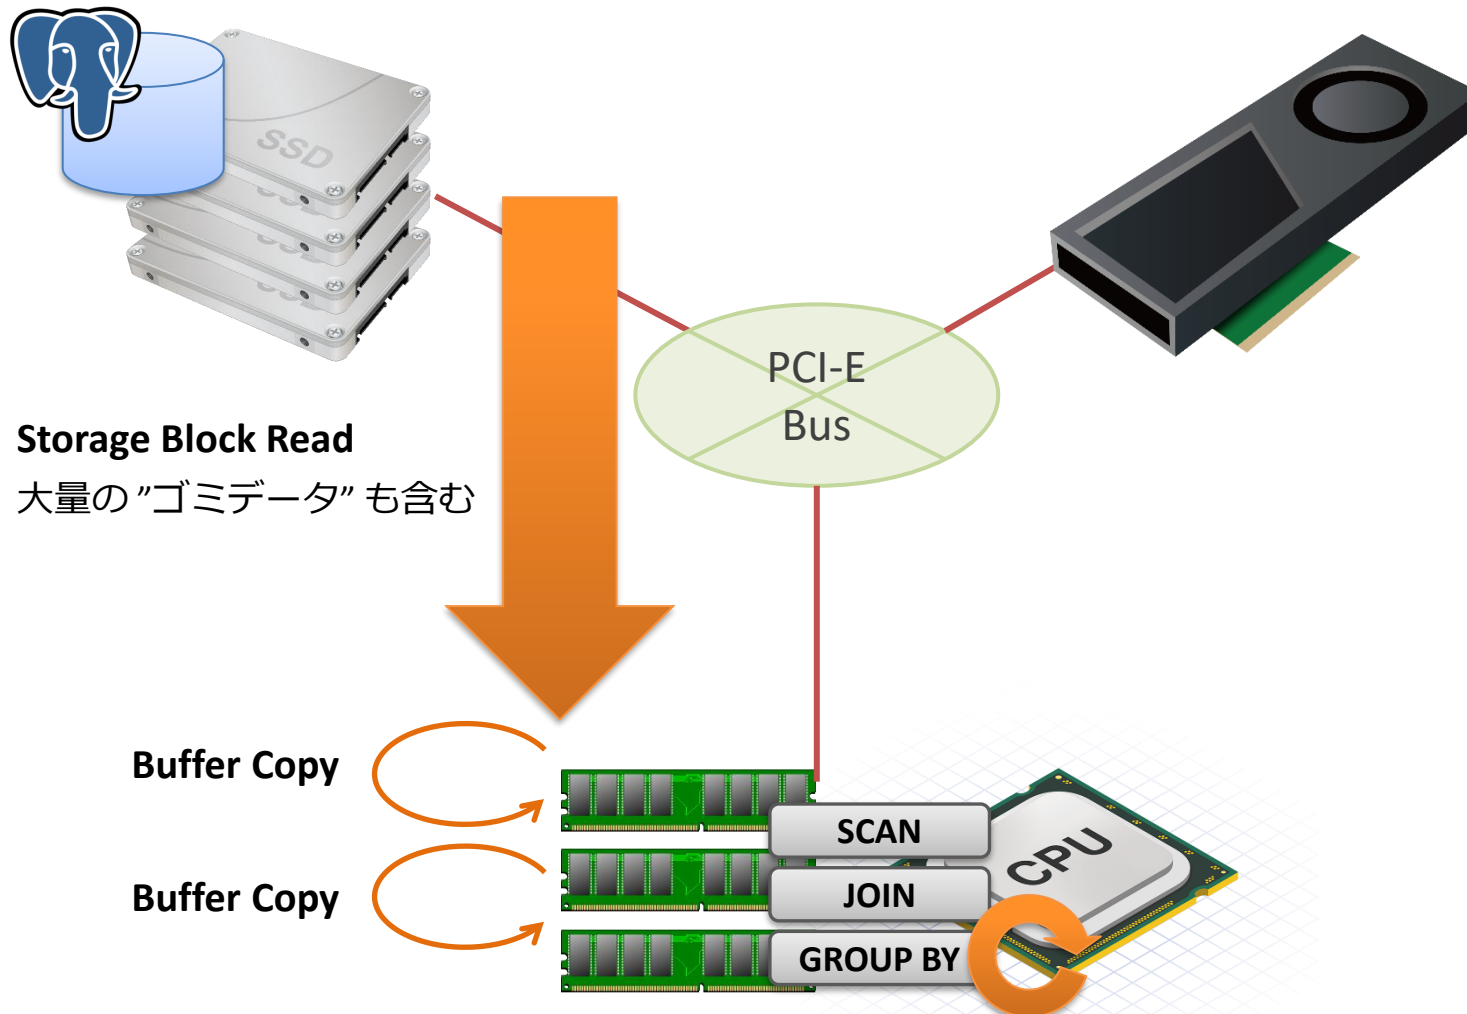 SSD
PCI-E
Bus
Storage Block Read
大量の ”ゴミデータ” も含む
Buffer Copy
Buffer Copy
SCAN
JOIN
GROUP BY
CPU